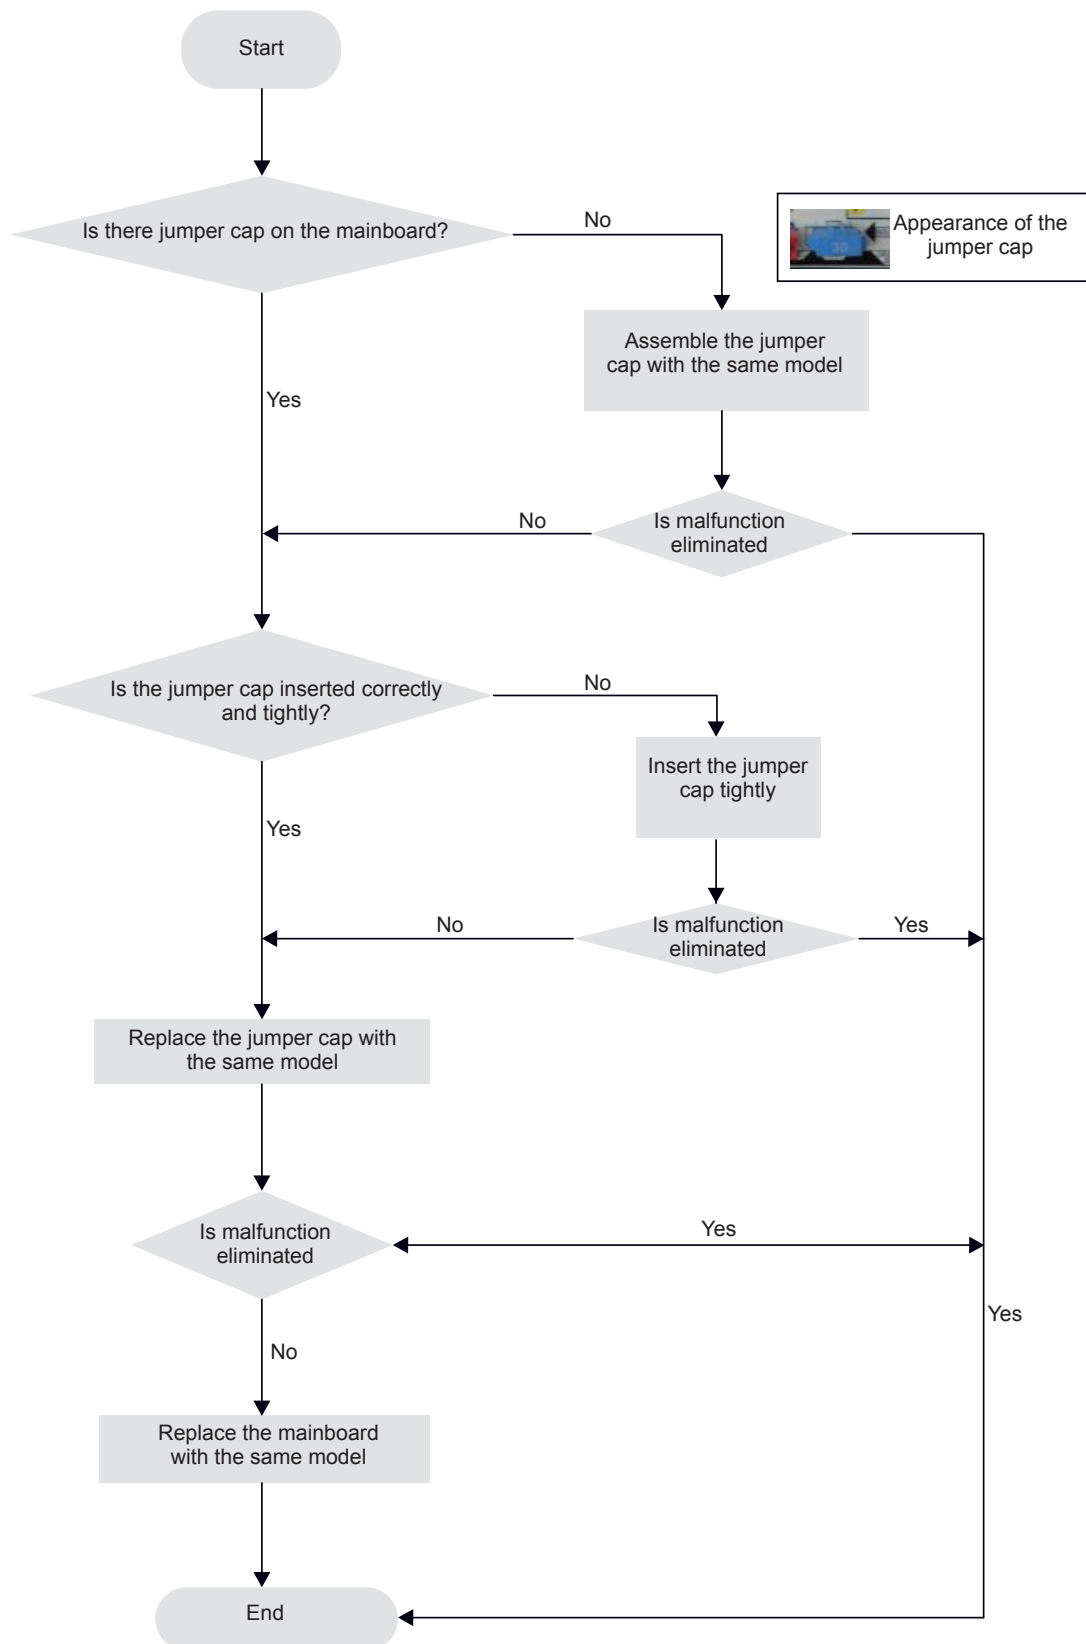 Start
Is there jumper cap on the mainboard?
No
Appearance of the
jumper cap
30
Assemble the jumper
cap with the same model
Yes
No
Is malfunction
eliminated
Is the jumper cap inserted correctly
and tightly?
No
Insert the jumper
cap tightly
Yes
No
Is malfunction
eliminated
Yes
Replace the jumper cap with
the same model
Is malfunction
eliminated
Yes
Yes
No
Replace the mainboard
with the same model
End